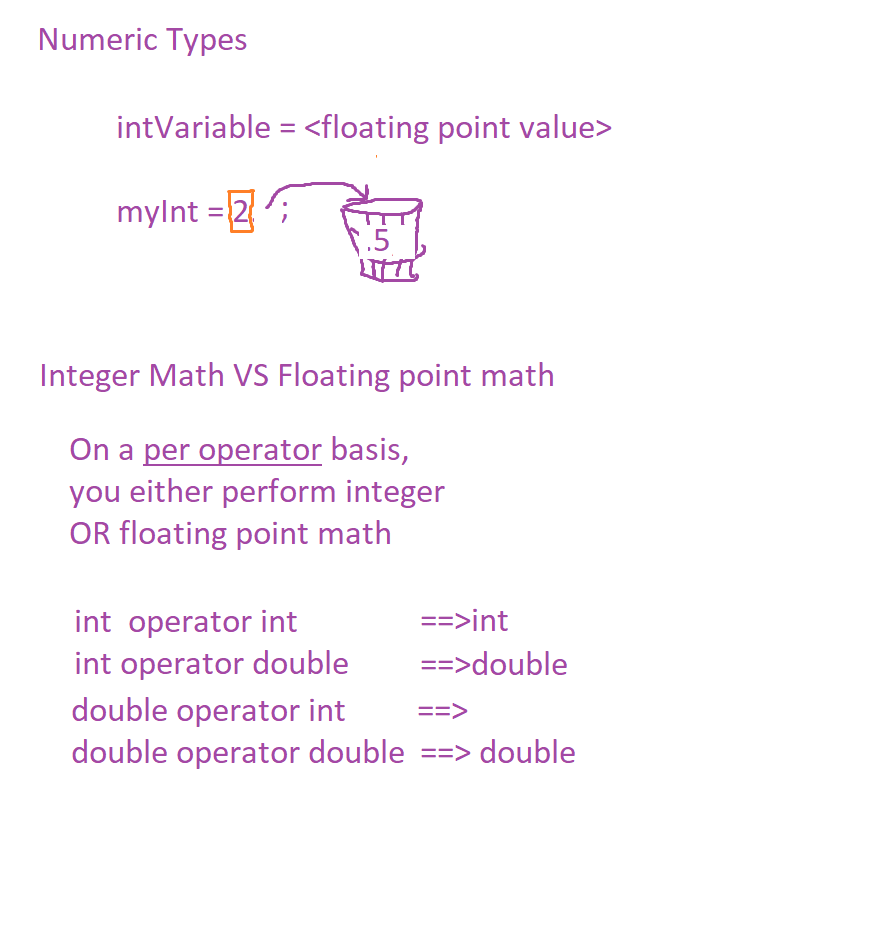 Numeric Types
intVariable = <floating point value>
myInt = 2 ;
.5
Integer Math VS Floating point math
On a per operator basis,
you either perform integer
OR floating point math
int  operator int ==>int
int operator double ==>double
double operator int ==>
double operator double ==> double